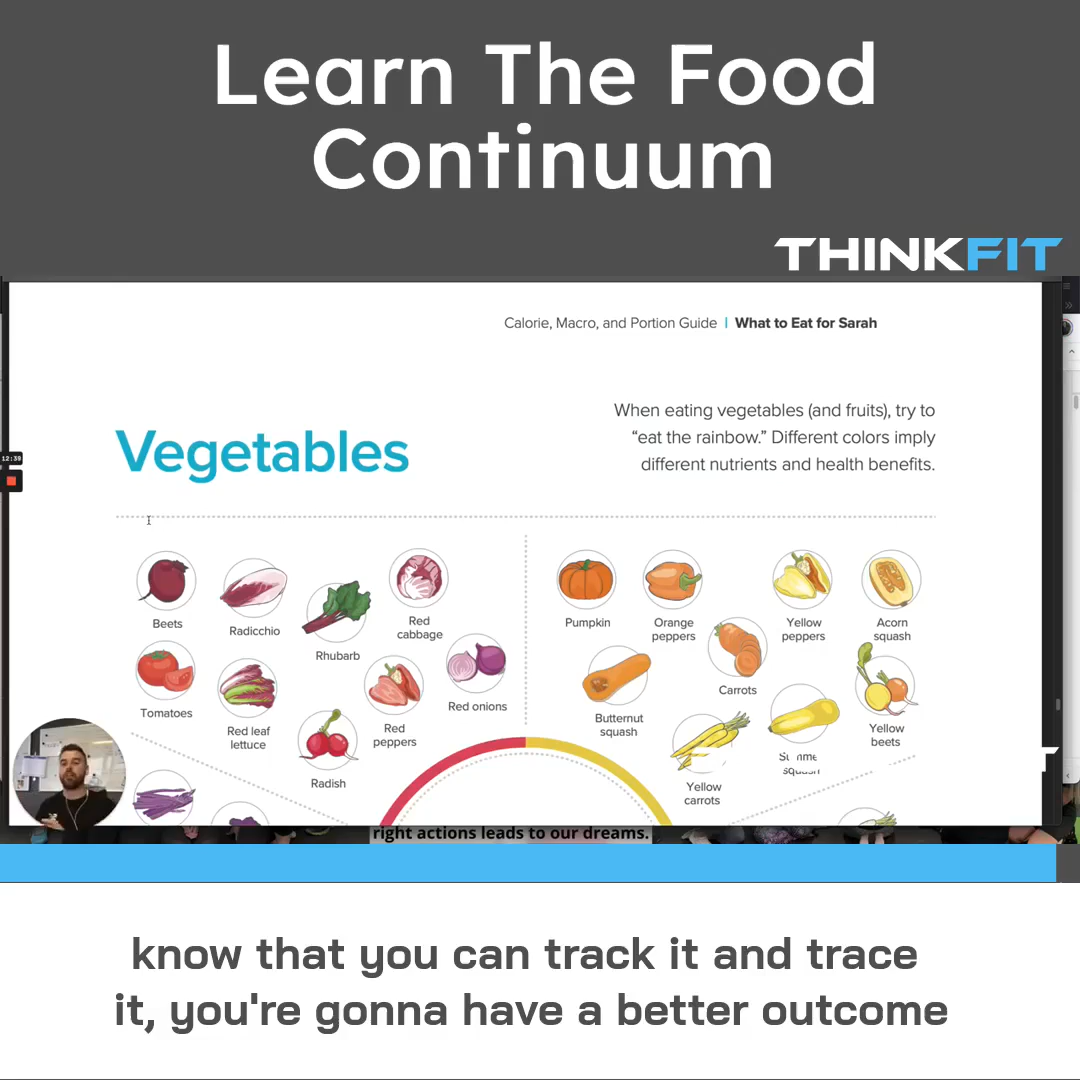 Learn The Food
Continuum
THINKFIT
Calorie, Macro, and Portion Guide | What to Eat for Sarah
Vegetables
When eating vegetables (and fruits), try to
“eat the rainbow.” Different colors imply
different nutrients and health benefits.
12:39
Beets
Radicchio
Rhubarb
Red
cabbage
Tomatoes
Red leaf
lettuce
Radish
Red
peppers
Red onions
Pumpkin
Orange
peppers
Yellow
peppers
Acorn
squash
Butternut
squash
Carrots
Yellow
carrots
squash
Yellow
beets
right actions leads to our dreams.
know that you can track it and trace
it, you're gonna have a better outcome